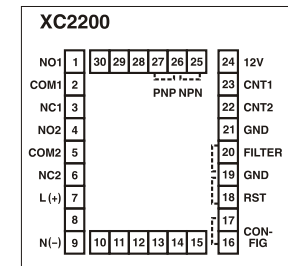 XC2200
NO1 1 30 29 28 27 26 25 24 12V
COM1 2 23 CNT1
PNP NPN
NC1 3 22 CNT2
NO2 4 21 GND
COM2 5 20 FILTER
NC2 6 19 GND
L(+) 7 18 RST
8 17 CON-
N(–) 9 10 11 12 13 14 15 16 FIG